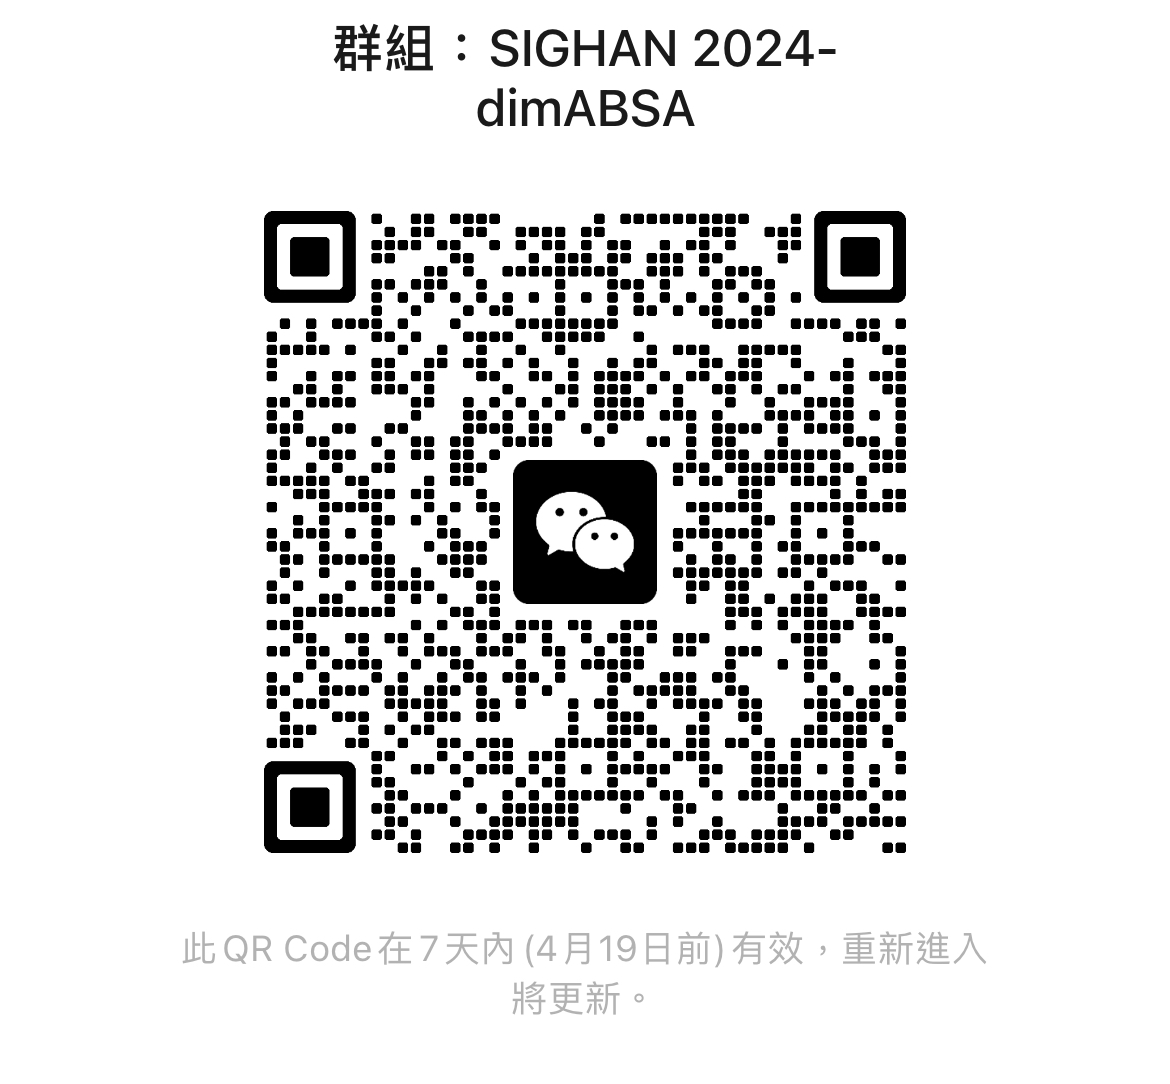 群組：SIGHAN 2024-
dimABSA
此 QR Code 在 7 天內 (4 月19日前) 有效，重新進入
將更新。